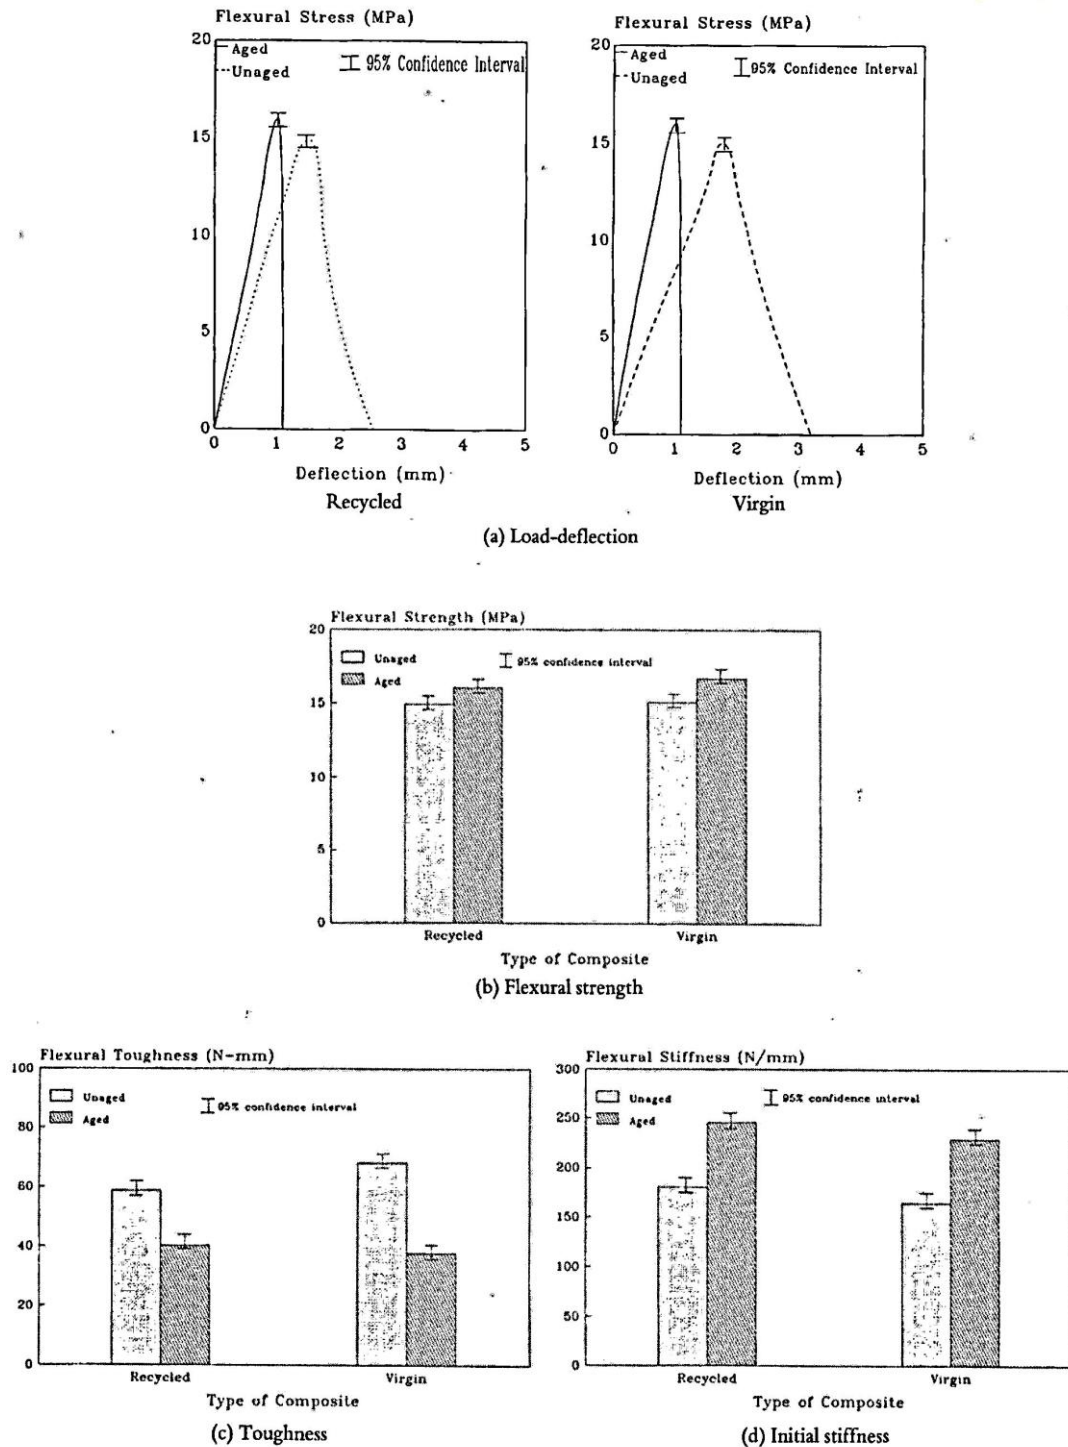 Flexural Stress (MPa)
20
Aged
Unaged
95% Confidence Interval
15
10
5
0
0 1 2 3 4 5
Deflection (mm)
Recycled
Flexural Stress (MPa)
20
Aged
Unaged
95% Confidence Interval
15
10
5
0
0 1 2 3 4 5
Deflection (mm)
Virgin
(a) Load-deflection
Flexural Strength (MPa)
20
Unaged
Aged
95% confidence interval
15
10
5
0
Recycled Virgin
Type of Composite
(b) Flexural strength
Flexural Toughness (N-mm)
100
Unaged
Aged
95% confidence interval
80
60
40
20
0
Recycled Virgin
Type of Composite
(c) Toughness
Flexural Stiffness (N/mm)
300
Unaged
Aged
95% confidence interval
250
200
150
100
50
0
Recycled Virgin
Type of Composite
(d) Initial stiffness